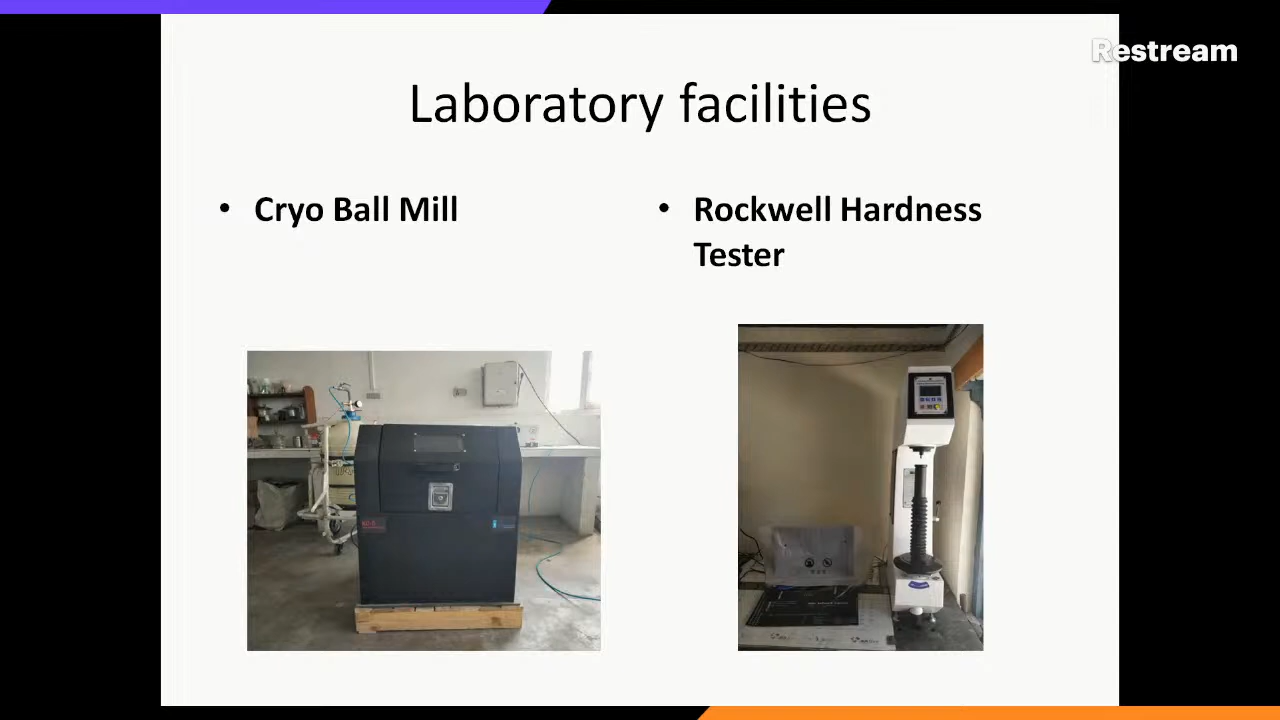 Restream
Laboratory facilities
• Cryo Ball Mill
• Rockwell Hardness
Tester